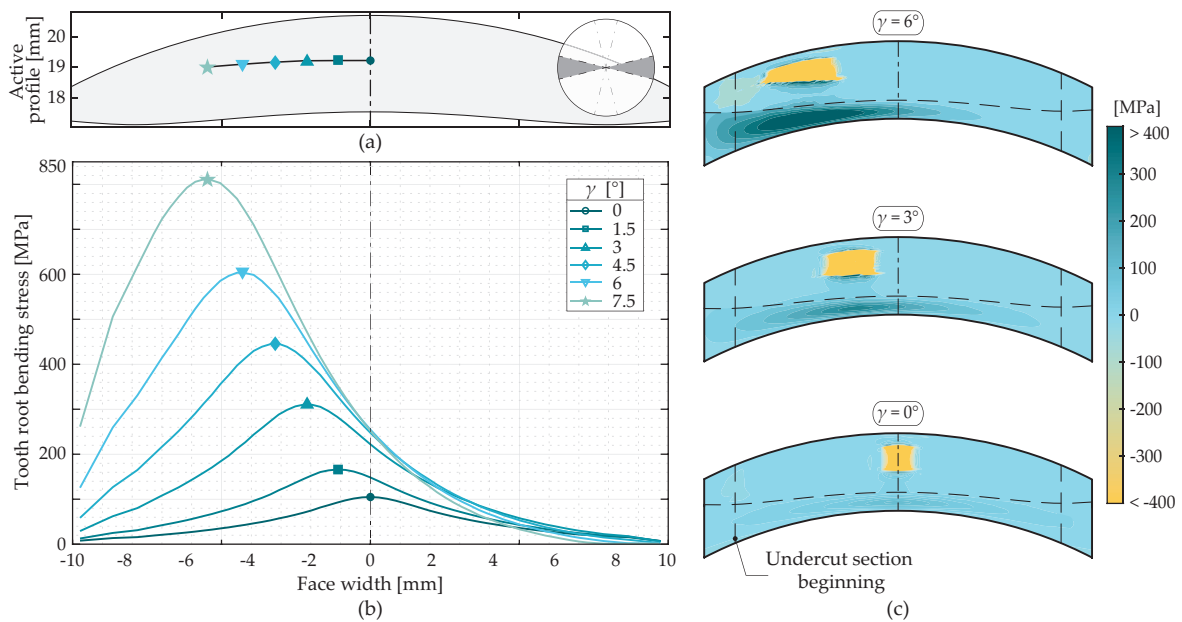 Active
profile [mm]
20
19
18
(a)
850
600
400
200
0
Tooth root bending stress [MPa]
γ [°]
0
1.5
3
4.5
6
7.5
-10 -8 -6 -4 -2 0 2 4 6 8 10
Face width [mm]
(b)
γ = 6°
γ = 3°
γ = 0°
Undercut section
beginning
[MPa]
> 400
300
200
100
0
-100
-200
-300
< -400
(c)